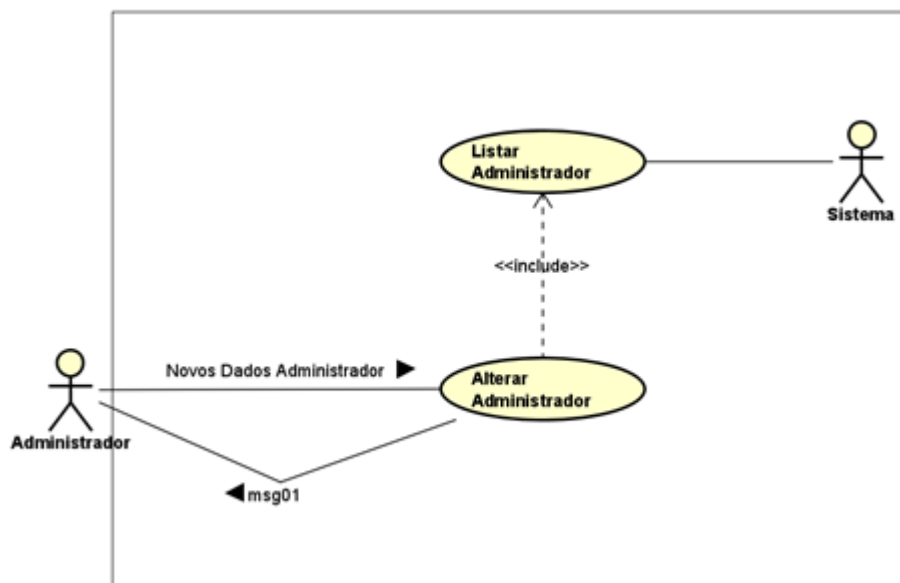 Listar
Administrador
Sistema
<<include>>
Novos Dados Administrador
Alterar
Administrador
Administrador
msg01